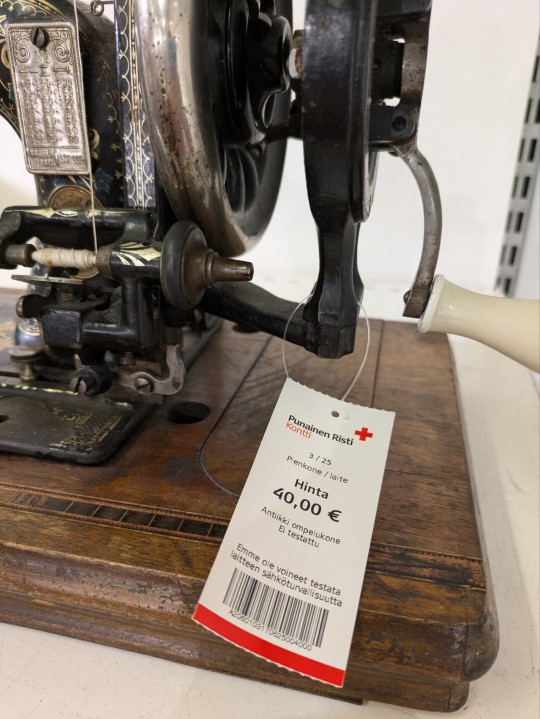 Punainen Risti
Kontti
3 / 25
Pienkone / laite
Hinta
40,00 €
Antiikki ompelukone
Ei testattu
Emme ole voineet testata
laitteen sähköturvallisuutta